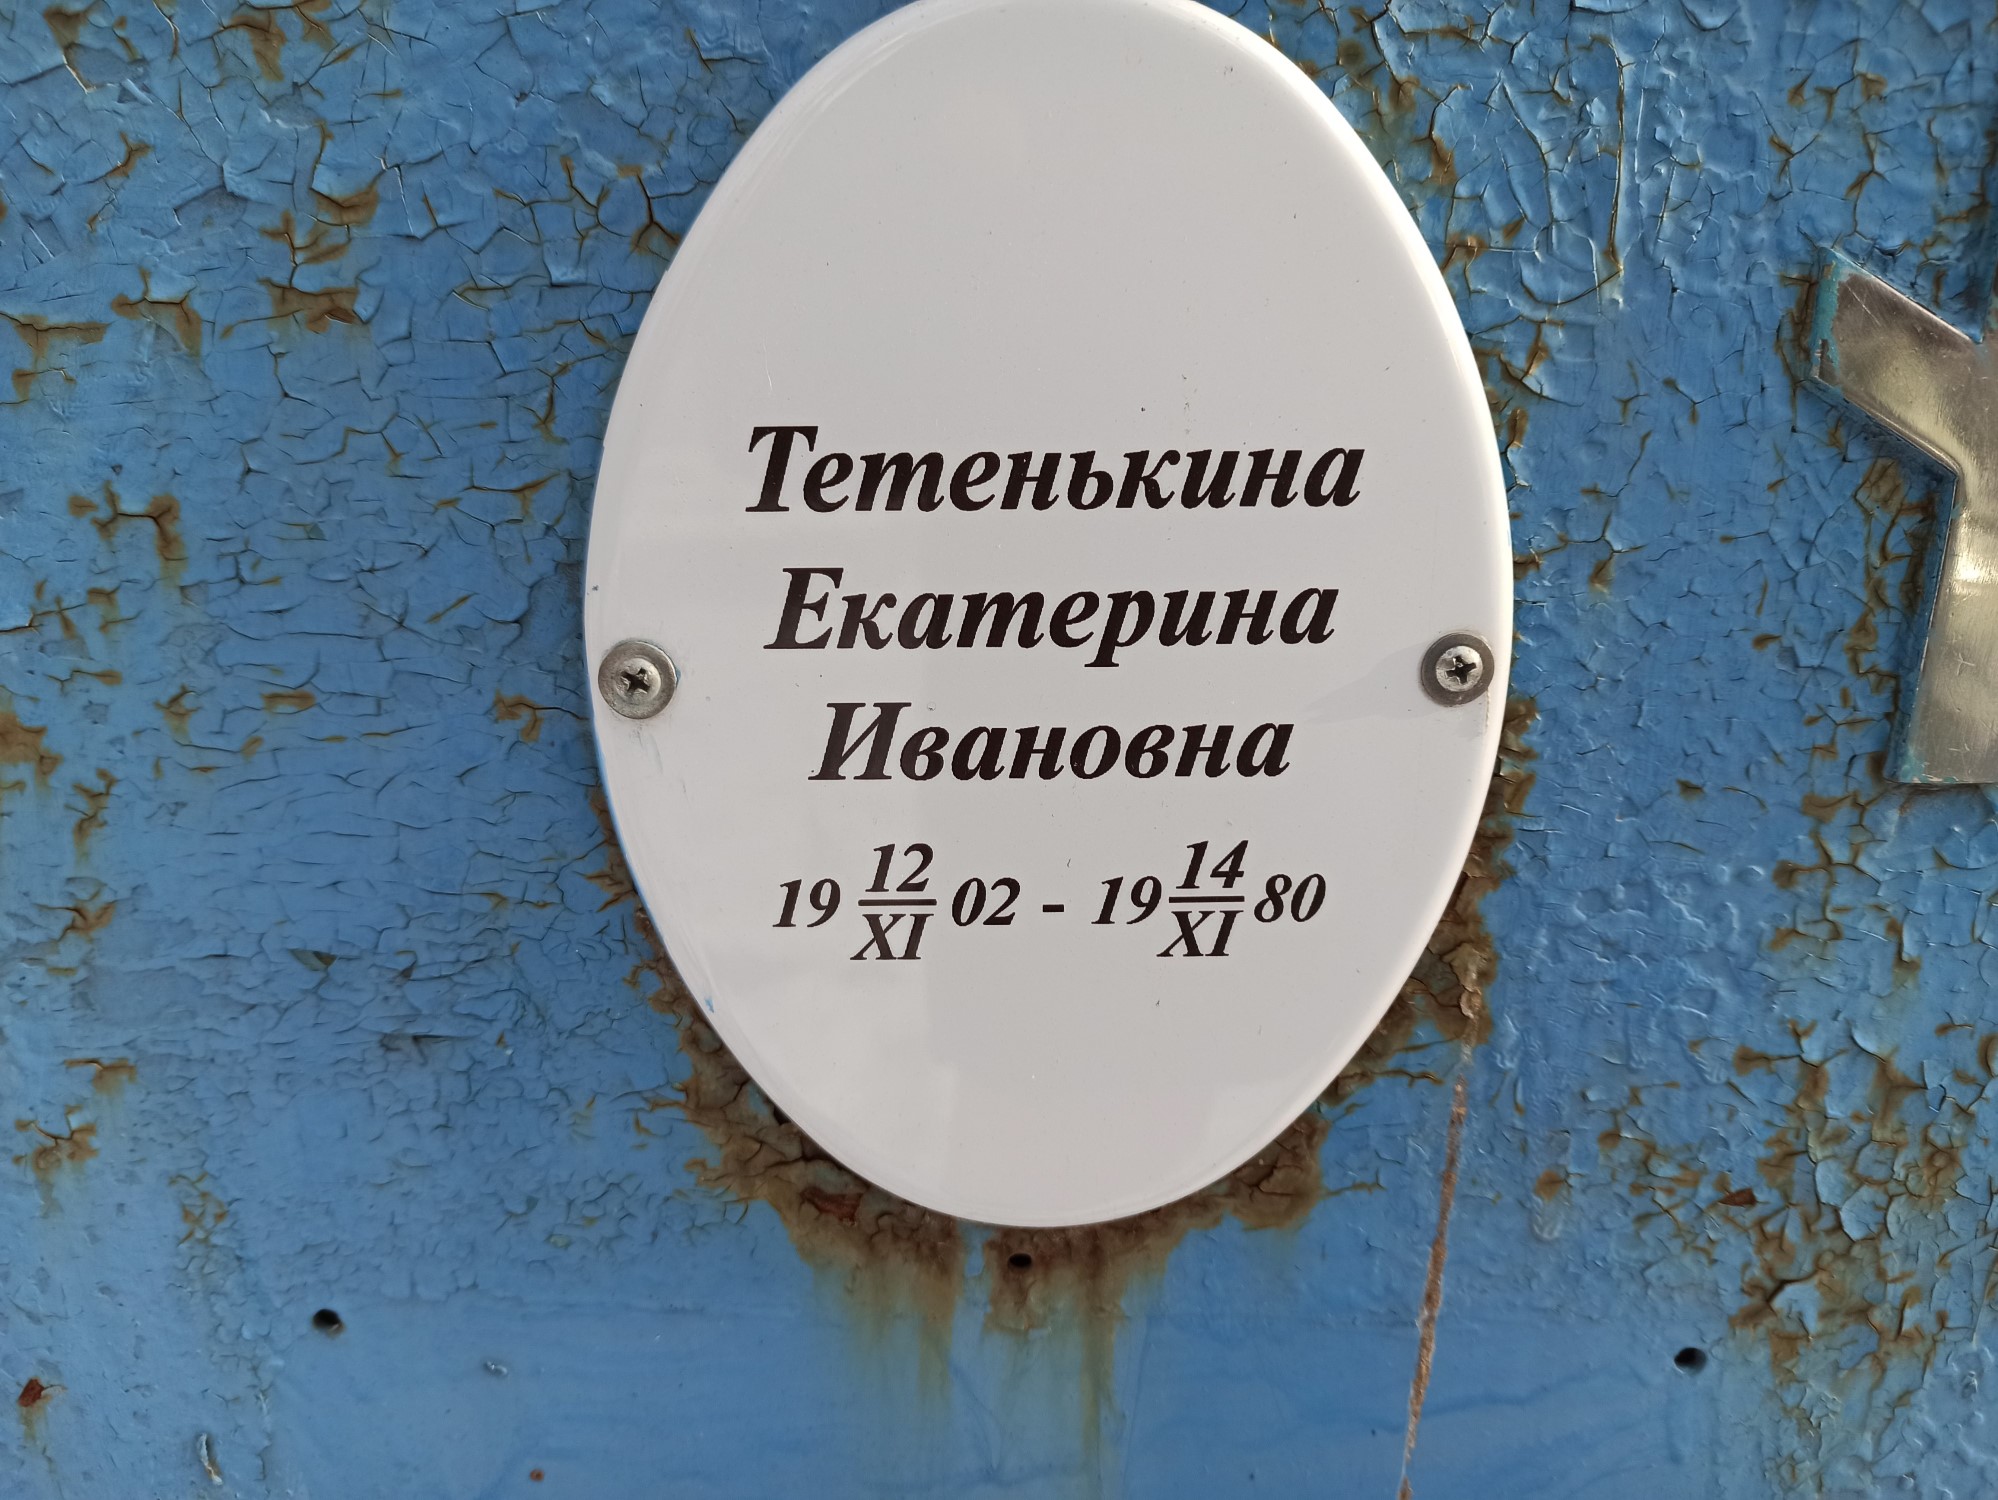 Тетенькина
Екатерина
Ивановна
19 12/XI 02 - 19 14/XI 80